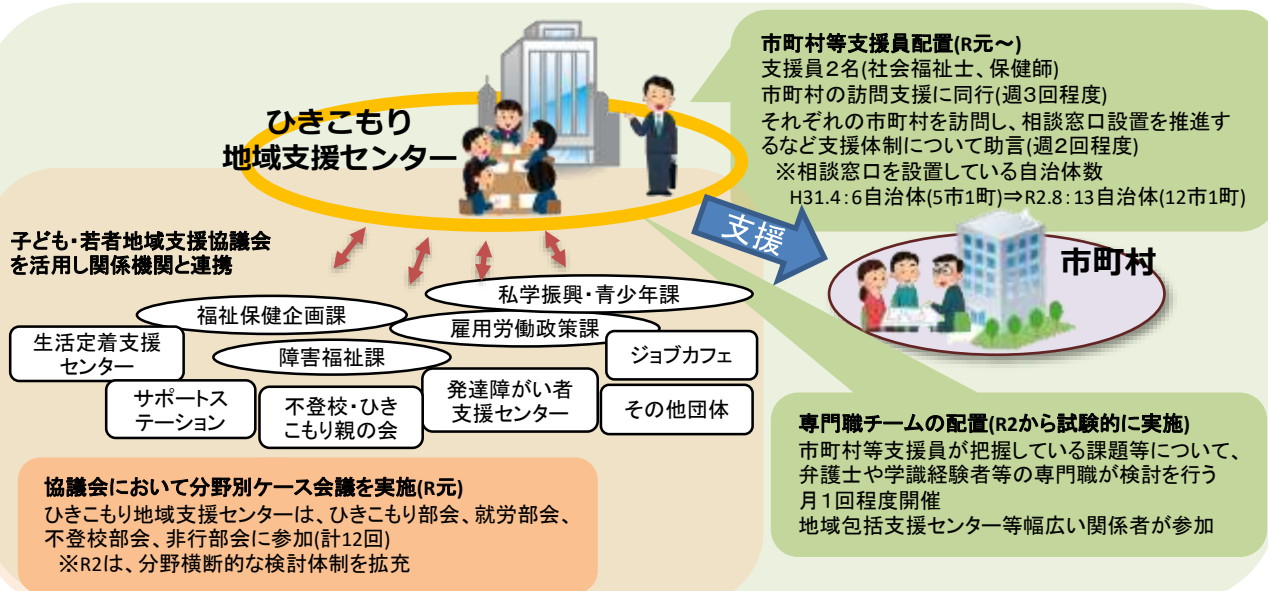 ひきこもり
地域支援センター
市町村等支援員配置(R元～)
支援員2名(社会福祉士、保健師)
市町村の訪問支援に同行(週3回程度)
それぞれの市町村を訪問し、相談窓口設置を推進す
るなど支援体制について助言(週2回程度)
※相談窓口を設置している自治体数
H31.4:6自治体(5市1町)⇒R2.8:13自治体(12市1町)
支援
市町村
子ども・若者地域支援協議会
を活用し関係機関と連携
私学振興・青少年課
福祉保健企画課
雇用労働政策課
障害福祉課
生活定着支援
センター
ジョブカフェ
サポートス
テーション
不登校・ひき
こもり親の会
発達障がい者
支援センター
その他団体
専門職チームの配置(R2から試験的に実施)
市町村等支援員が把握している課題等について、
弁護士や学識経験者等の専門職が検討を行う
月1回程度開催
地域包括支援センター等幅広い関係者が参加
協議会において分野別ケース会議を実施(R元)
ひきこもり地域支援センターは、ひきこもり部会、就労部会、
不登校部会、非行部会に参加(計12回)
※R2は、分野横断的な検討体制を拡充